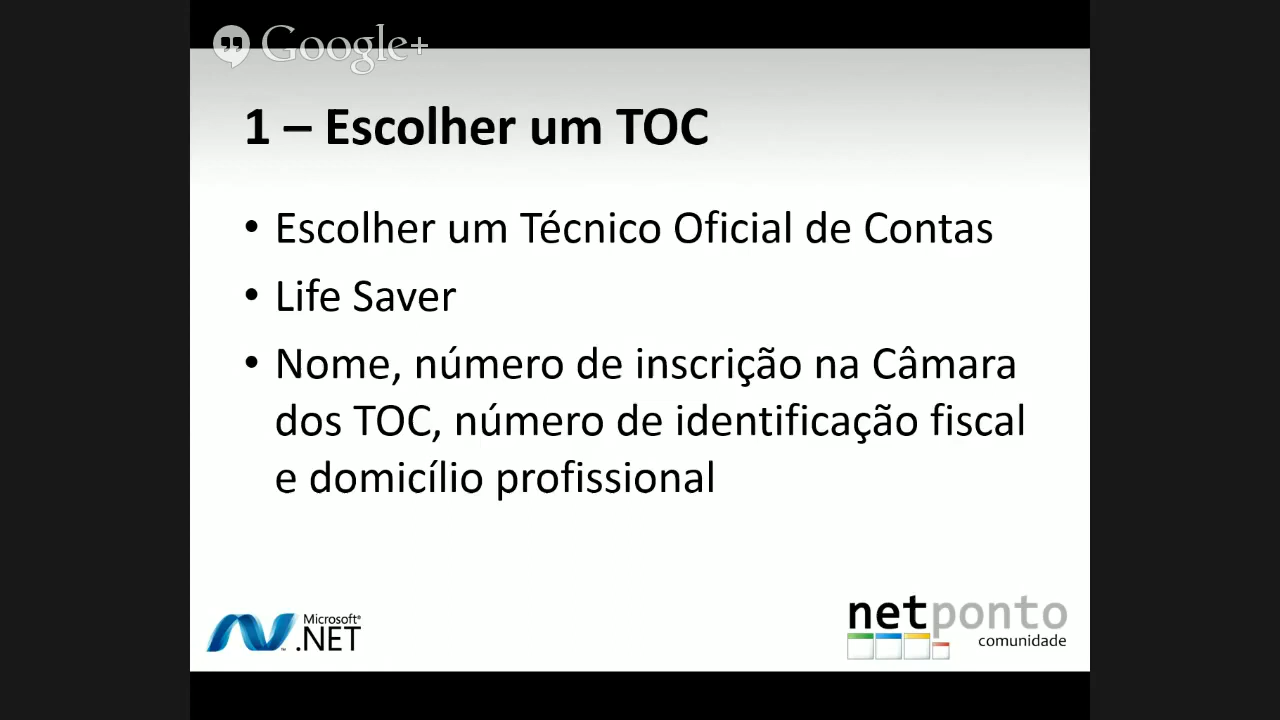 Google+
1 – Escolher um TOC
• Escolher um Técnico Oficial de Contas
• Life Saver
• Nome, número de inscrição na Câmara
dos TOC, número de identificação fiscal
e domicílio profissional
Microsoft®
.NET™
netponto
comunidade